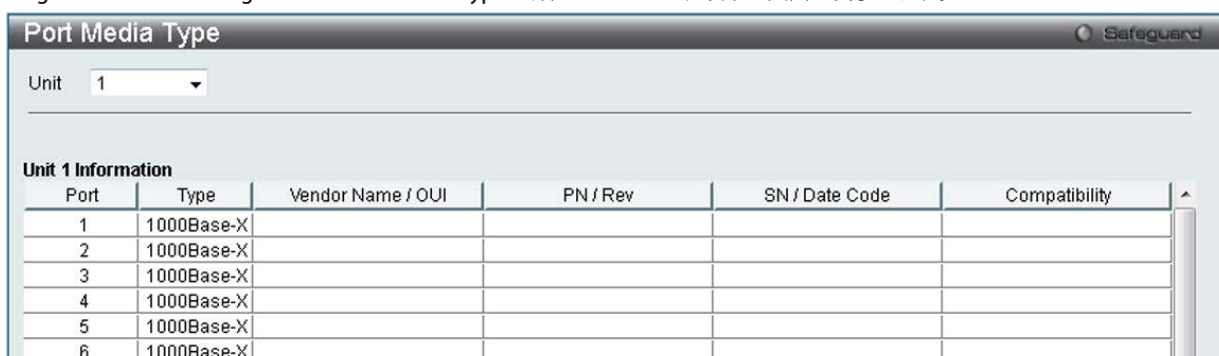 Port Media Type
Safeguard
Unit 1
Unit 1 Information
Port Type Vendor Name / OUI PN / Rev SN / Date Code Compatibility
1 1000Base-X
2 1000Base-X
3 1000Base-X
4 1000Base-X
5 1000Base-X
6 1000Base-X